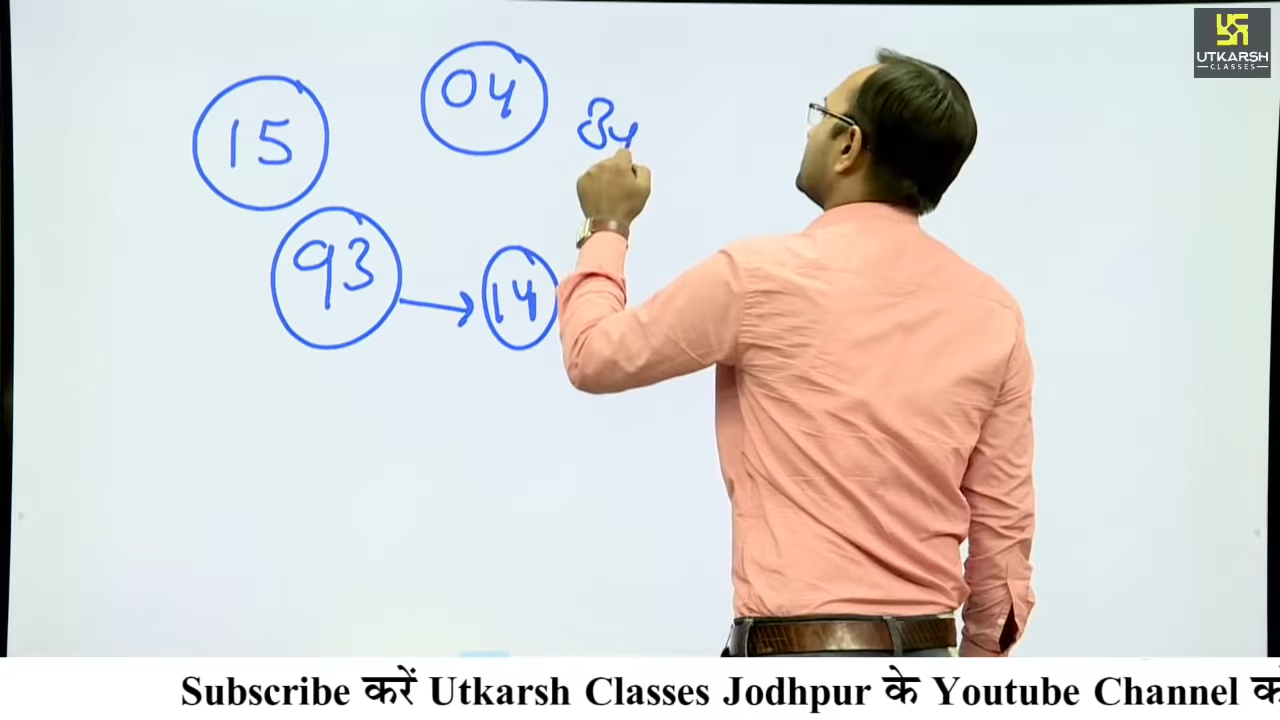 UTKARSH
CLASSES
04
15
84
93
14
Subscribe करें Utkarsh Classes Jodhpur के Youtube Channel